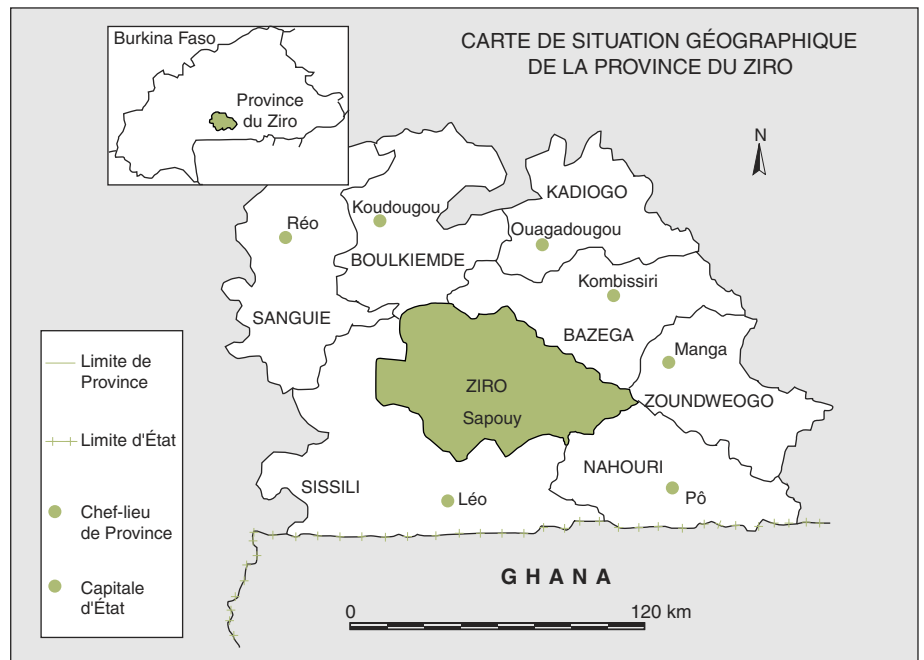 Burkina Faso
Province
du Ziro
CARTE DE SITUATION GÉOGRAPHIQUE
DE LA PROVINCE DU ZIRO
N
KADIOGO
Koudougou
Réo
Ouagadougou
BOULKIEMDE
Kombissiri
SANGUIE
BAZEGA
Manga
ZIRO
ZOUNDWEOGO
Sapouy
NAHOURI
SISSILI
Léo
Pô
Limite de
Province
Limite d'État
Chef-lieu
de Province
Capitale
d'État
GHANA
0 120 km